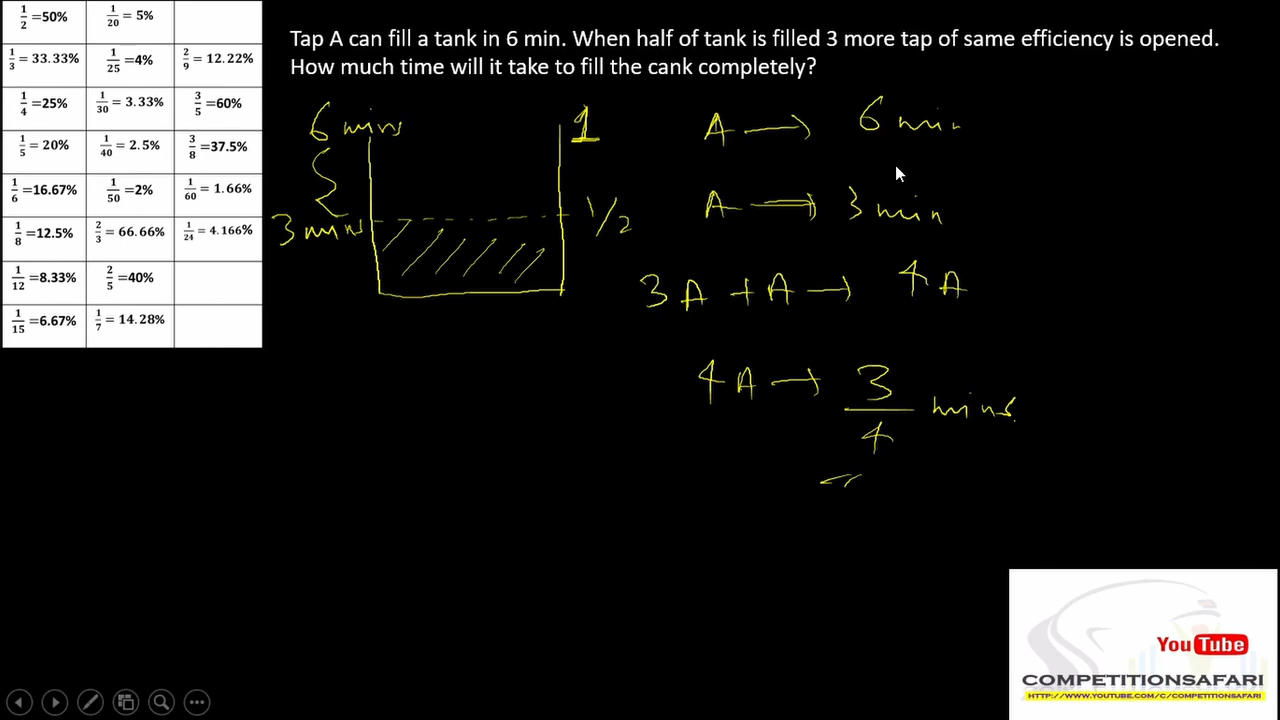 1/2 =50% 1/20 = 5%
1/3 = 33.33% 1/25 =4% 2/9 = 12.22%
1/4 =25% 1/30 = 3.33% 3/5 =60%
1/5 = 20% 1/40 = 2.5% 3/8 =37.5%
1/6 =16.67% 1/50 =2% 1/60 = 1.66%
1/8 =12.5% 2/3 = 66.66% 1/24 = 4.166%
1/12 =8.33% 2/5 =40%
1/15 =6.67% 1/7 = 14.28%
Tap A can fill a tank in 6 min. When half of tank is filled 3 more tap of same efficiency is opened.
How much time will it take to fill the cank completely?
6 mins 1
3 mins 1/2
A → 6 min
A → 3 min
3A + A → 4A
4A → 3/4 mins.
YouTube
COMPETITIONSAFARI
HTTP://WWW.YOUTUBE.COM/C/COMPETITIONSAFARI